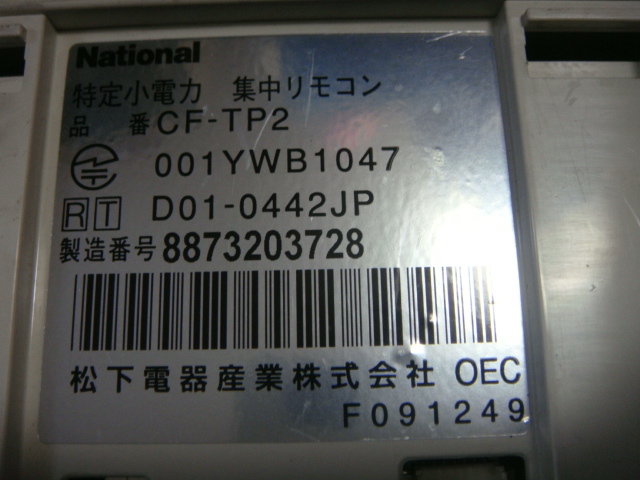 National
特定小電力 集中リモコン
品番 CF-TP2
001YWB1047
R T D01-0442JP
製造番号 8873203728
松下電器産業株式会社 OEC
F091249